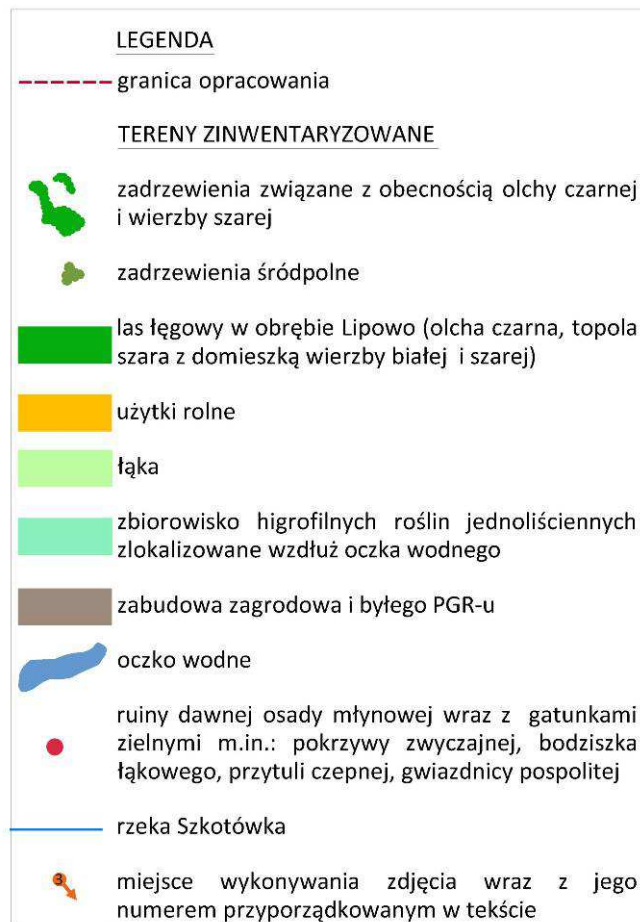 LEGENDA
granica opracowania
TERENY ZINWENTARYZOWANE
zadrzewienia związane z obecnością olchy czarnej
i wierzby szarej
zadrzewienia śródpolne
las łęgowy w obrębie Lipowo (olcha czarna, topola
szara z domieszką wierzby białej i szarej)
użytki rolne
łąka
zbiorowisko higrofilnych roślin jednoliściennych
zlokalizowane wzdłuż oczka wodnego
zabudowa zagrodowa i byłego PGR-u
oczko wodne
ruiny dawnej osady młynowej wraz z gatunkami
zielnymi m.in.: pokrzywy zwyczajnej, bodziszka
łąkowego, przytuli czepnej, gwiazdnicy pospolitej
rzeka Szkotówka
3
miejsce wykonywania zdjęcia wraz z jego
numerem przyporządkowanym w tekście